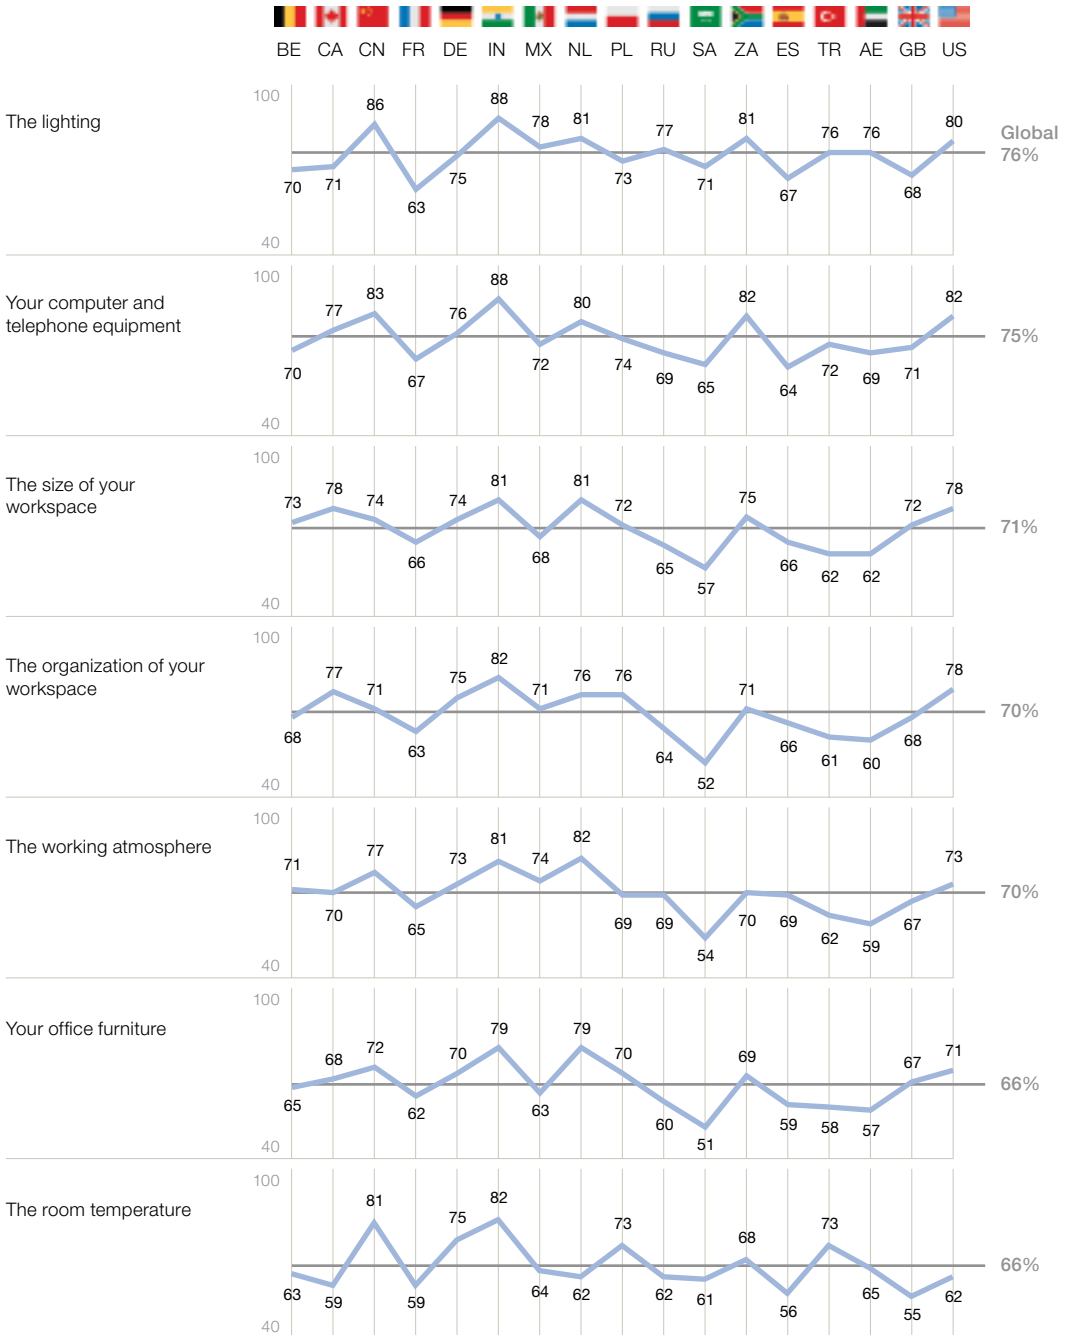 BE CA CN FR DE IN MX NL PL RU SA ZA ES TR AE GB US
The lighting
100
40
70 71 86 63 75 88 78 81 73 77 71 81 67 76 76 68 80
Global
76%
Your computer and
telephone equipment
100
40
70 77 83 67 76 88 72 80 74 69 65 82 64 72 69 71 82
75%
The size of your
workspace
100
40
73 78 74 66 74 81 68 81 72 65 57 75 66 62 62 72 78
71%
The organization of your
workspace
100
40
68 77 71 63 75 82 71 76 76 64 52 71 66 61 60 68 78
70%
The working atmosphere
100
40
71 70 77 65 73 81 74 82 69 69 54 70 69 62 59 67 73
70%
Your office furniture
100
40
65 68 72 62 70 79 63 79 70 60 51 69 59 58 57 67 71
66%
The room temperature
100
40
63 59 81 59 75 82 64 62 73 62 61 68 56 73 65 55 62
66%